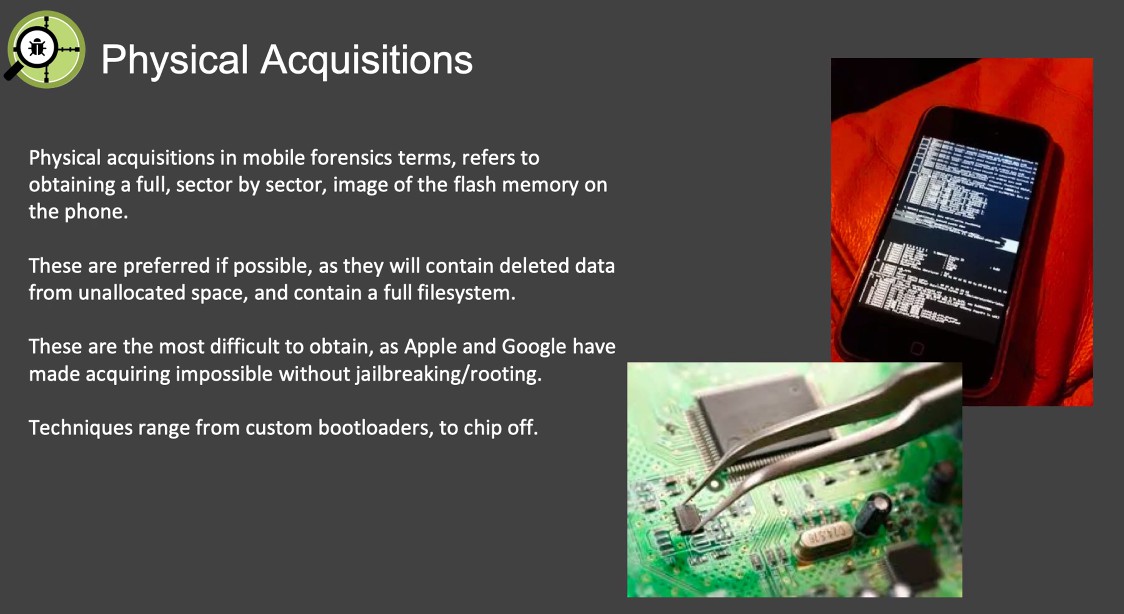 Physical Acquisitions
Physical acquisitions in mobile forensics terms, refers to
obtaining a full, sector by sector, image of the flash memory on
the phone.
These are preferred if possible, as they will contain deleted data
from unallocated space, and contain a full filesystem.
These are the most difficult to obtain, as Apple and Google have
made acquiring impossible without jailbreaking/rooting.
Techniques range from custom bootloaders, to chip off.